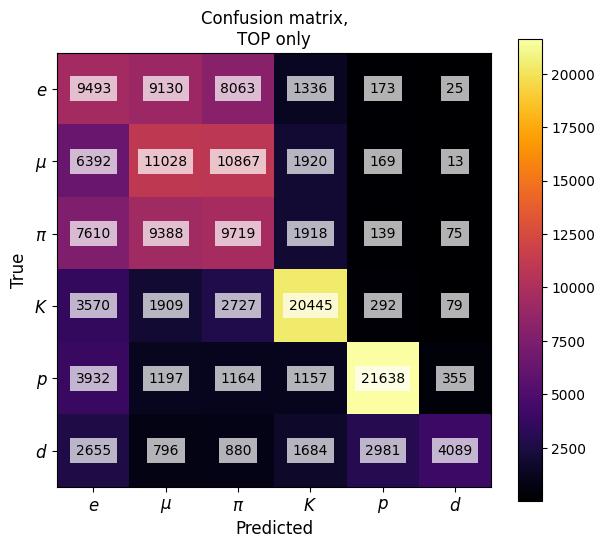 Confusion matrix,
TOP only
True
e 9493 9130 8063 1336 173 25
μ 6392 11028 10867 1920 169 13
π 7610 9388 9719 1918 139 75
K 3570 1909 2727 20445 292 79
p 3932 1197 1164 1157 21638 355
d 2655 796 880 1684 2981 4089
e μ π K p d
Predicted
20000
17500
15000
12500
10000
7500
5000
2500